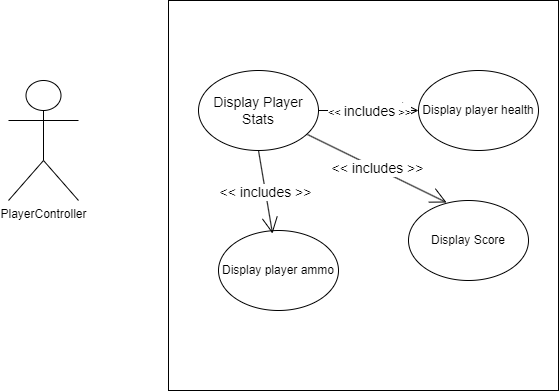 Display Player
Stats
<< includes >>
Display player health
<< includes >>
<< includes >>
PlayerController
Display Score
Display player ammo